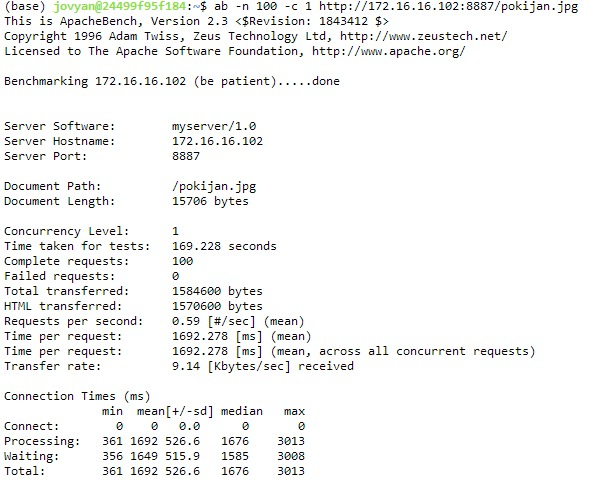 (base) jovyan@24499f95f184:~$ ab -n 100 -c 1 http://172.16.16.102:8887/pokijan.jpg
This is ApacheBench, Version 2.3 <$Revision: 1843412 $>
Copyright 1996 Adam Twiss, Zeus Technology Ltd, http://www.zeustech.net/
Licensed to The Apache Software Foundation, http://www.apache.org/

Benchmarking 172.16.16.102 (be patient).....done


Server Software:        myserver/1.0
Server Hostname:        172.16.16.102
Server Port:            8887

Document Path:          /pokijan.jpg
Document Length:        15706 bytes

Concurrency Level:      1
Time taken for tests:   169.228 seconds
Complete requests:      100
Failed requests:        0
Total transferred:      1584600 bytes
HTML transferred:       1570600 bytes
Requests per second:    0.59 [#/sec] (mean)
Time per request:       1692.278 [ms] (mean)
Time per request:       1692.278 [ms] (mean, across all concurrent requests)
Transfer rate:          9.14 [Kbytes/sec] received

Connection Times (ms)
              min  mean[+/-sd] median   max
Connect:        0    0   0.0      0       0
Processing:   361 1692 526.6   1676    3013
Waiting:      356 1649 515.9   1585    3008
Total:        361 1692 526.6   1676    3013